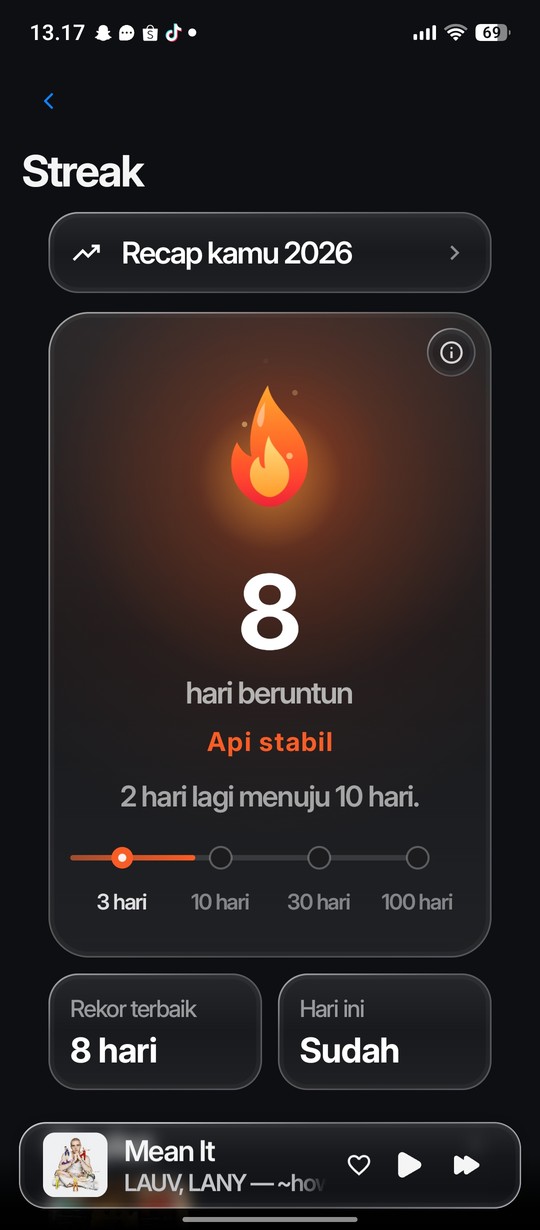 13.17
69
Streak
Recap kamu 2026
8
hari beruntun
Api stabil
2 hari lagi menuju 10 hari.
3 hari
10 hari
30 hari
100 hari
Rekor terbaik
8 hari
Hari ini
Sudah
Mean It
LAUV, LANY — ~how